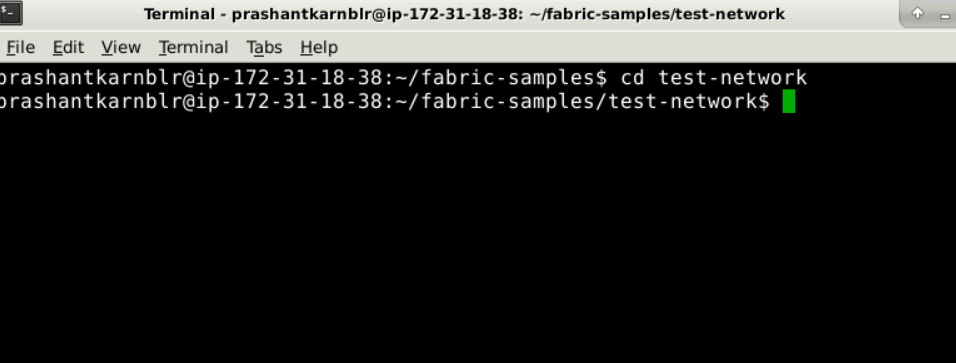 Terminal - prashantkarnblr@ip-172-31-18-38: ~/fabric-samples/test-network
File Edit View Terminal Tabs Help
prashantkarnblr@ip-172-31-18-38:~/fabric-samples$ cd test-network
prashantkarnblr@ip-172-31-18-38:~/fabric-samples/test-network$